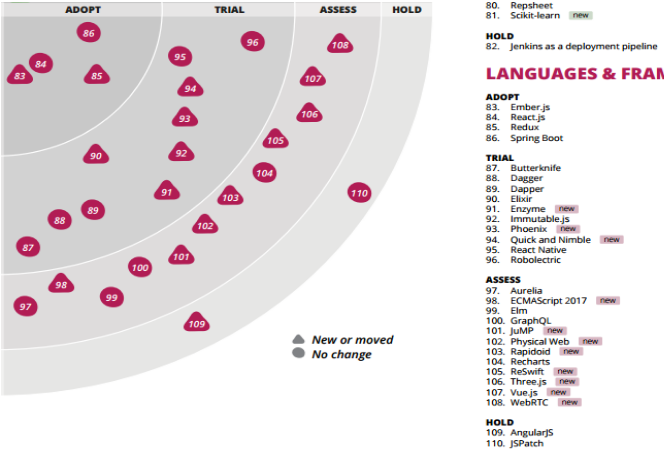 ADOPT TRIAL ASSESS HOLD
86
96
108
95
84
83
85
107
94
106
93
105
92
90
104
91
110
103
89
88
102
87
101
100
98
99
97
109
New or moved
No change
80. Repsheet
81. Scikit-learn new
HOLD
82. Jenkins as a deployment pipeline
LANGUAGES & FRAM
ADOPT
83. Ember.js
84. React.js
85. Redux
86. Spring Boot
TRIAL
87. Butterknife
88. Dagger
89. Dapper
90. Elixir
91. Enzyme new
92. Immutable.js
93. Phoenix new
94. Quick and Nimble new
95. React Native
96. Robolectric
ASSESS
97. Aurelia
98. ECMAScript 2017 new
99. Elm
100. GraphQL
101. JuMP new
102. Physical Web new
103. Rapidoid new
104. Recharts
105. ReSwift new
106. Three.js new
107. Vue.js new
108. WebRTC new
HOLD
109. AngularJS
110. JSPatch